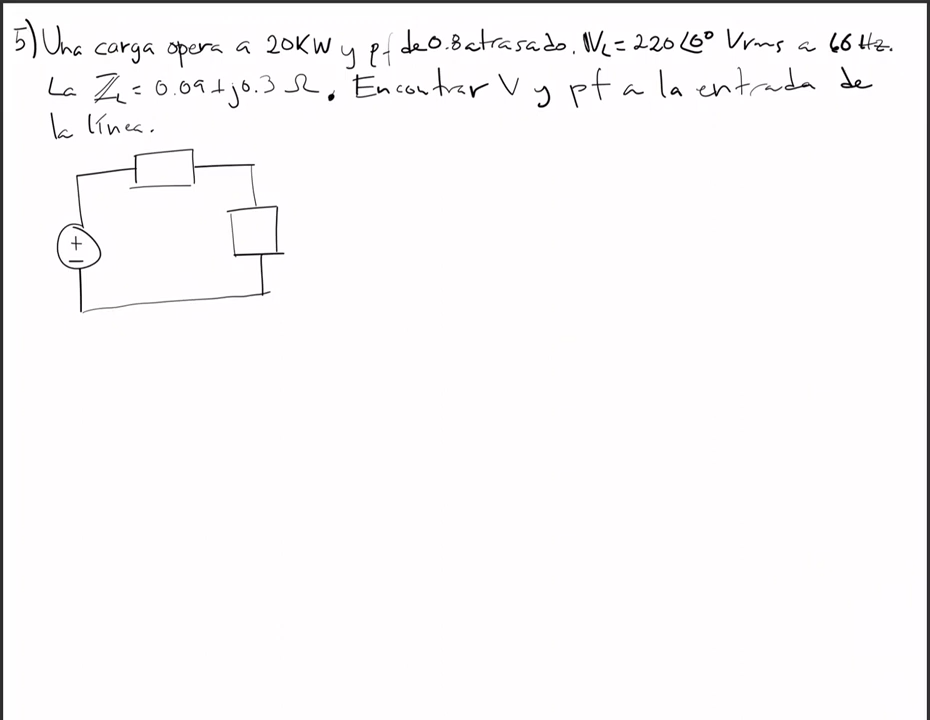 5) Una carga opera a 20KW y pf de 0.8 atrasado. VL = 220∠0° Vrms a 60 Hz.
La ZL = 0.09 + j0.3 Ω. Encontrar V y pf a la entrada de
la línea.
+
−